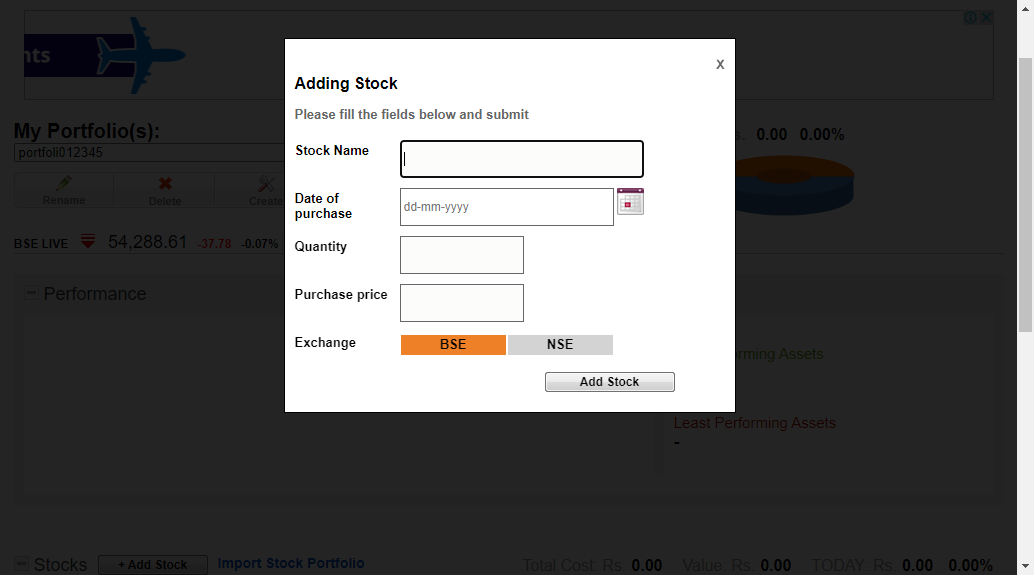 nts
x
Adding Stock
Please fill the fields below and submit
My Portfolio(s):
portfoli012345
s. 0.00 0.00%
Stock Name
Rename Delete Create
Date of purchase
dd-mm-yyyy
BSE LIVE 54,288.61 -37.78 -0.07%
Quantity
Performance
Purchase price
Exchange
BSE NSE
rming Assets
Add Stock
Least Performing Assets
-
Stocks + Add Stock Import Stock Portfolio Total Cost: Rs. 0.00 Value: Rs. 0.00 TODAY: Rs. 0.00 0.00%